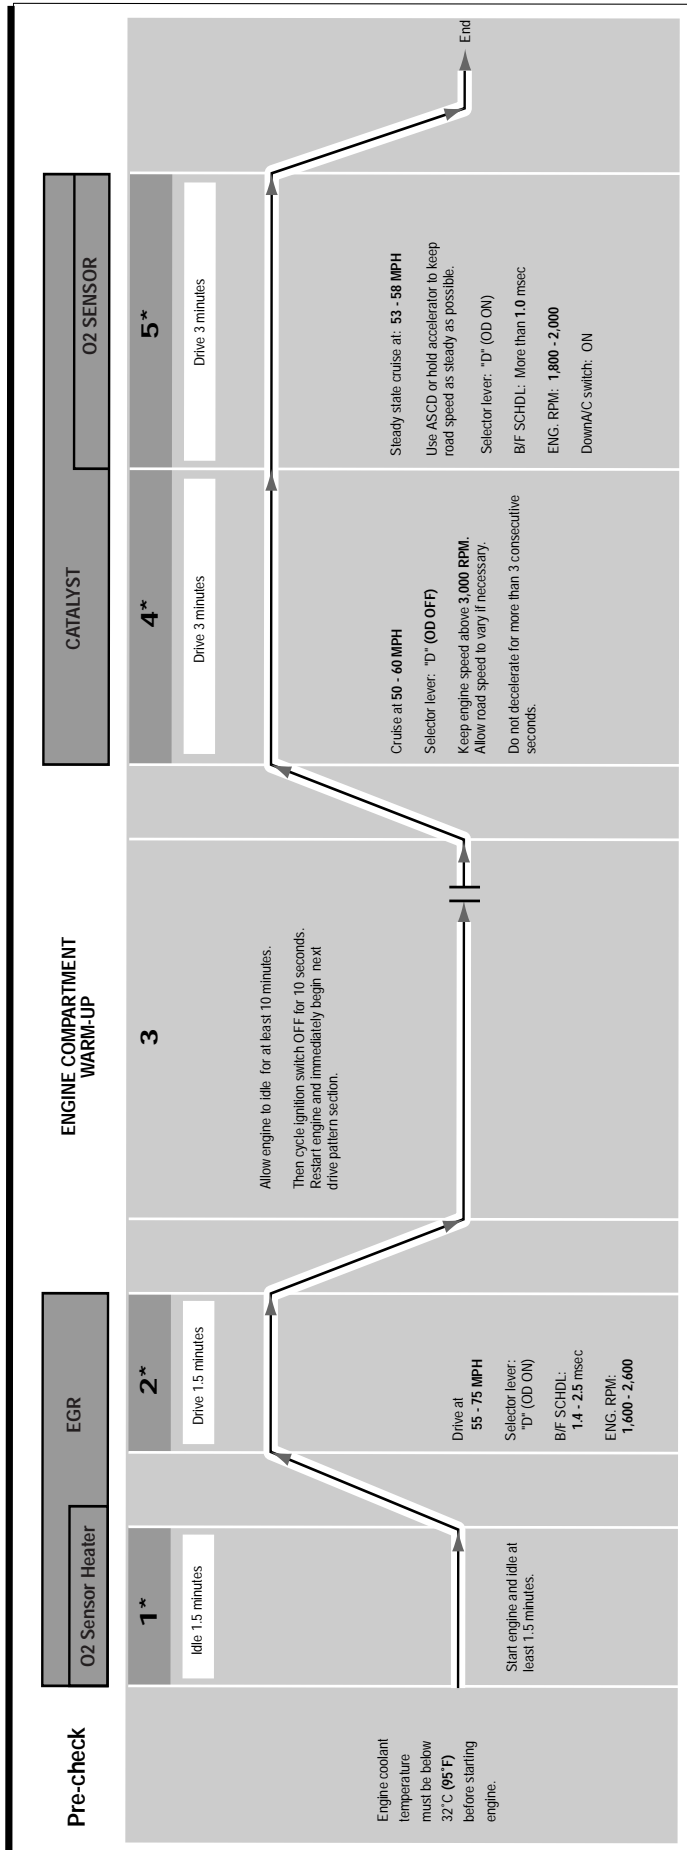 Pre-check
Engine coolant
temperature
must be below
32˚C (95˚F)
before starting
engine.
EGR
O2 Sensor Heater
1*
Idle 1.5 minutes
Start engine and idle at
least 1.5 minutes.
2*
Drive 1.5 minutes
Drive at
55 - 75 MPH
Selector lever:
"D" (OD ON)
B/F SCHDL:
1.4 - 2.5 msec
ENG. RPM:
1,600 - 2,600
ENGINE COMPARTMENT
WARM-UP
3
Allow engine to idle for at least 10 minutes.
Then cycle ignition switch OFF for 10 seconds.
Restart engine and immediately begin next
drive pattern section.
CATALYST
4*
Drive 3 minutes
Cruise at 50 - 60 MPH
Selector lever: "D" (OD OFF)
Keep engine speed above 3,000 RPM.
Allow road speed to vary if necessary.
Do not decelerate for more than 3 consecutive
seconds.
O2 SENSOR
5*
Drive 3 minutes
Steady state cruise at: 53 - 58 MPH
Use ASCD or hold accelerator to keep
road speed as steady as possible.
Selector lever: "D" (OD ON)
B/F SCHDL: More than 1.0 msec
ENG. RPM: 1,800 - 2,000
DownA/C switch: ON
End